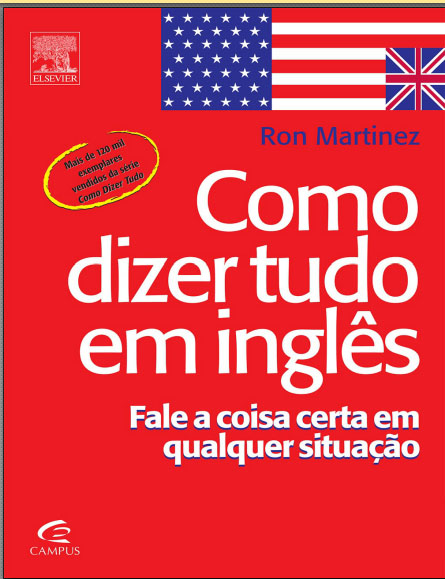 ELSEVIER
Ron Martinez
Mais de 120 mil
exemplares
vendidos da série
Como Dizer Tudo
Como
dizer tudo
em inglês
Fale a coisa certa em
qualquer situação
CAMPUS